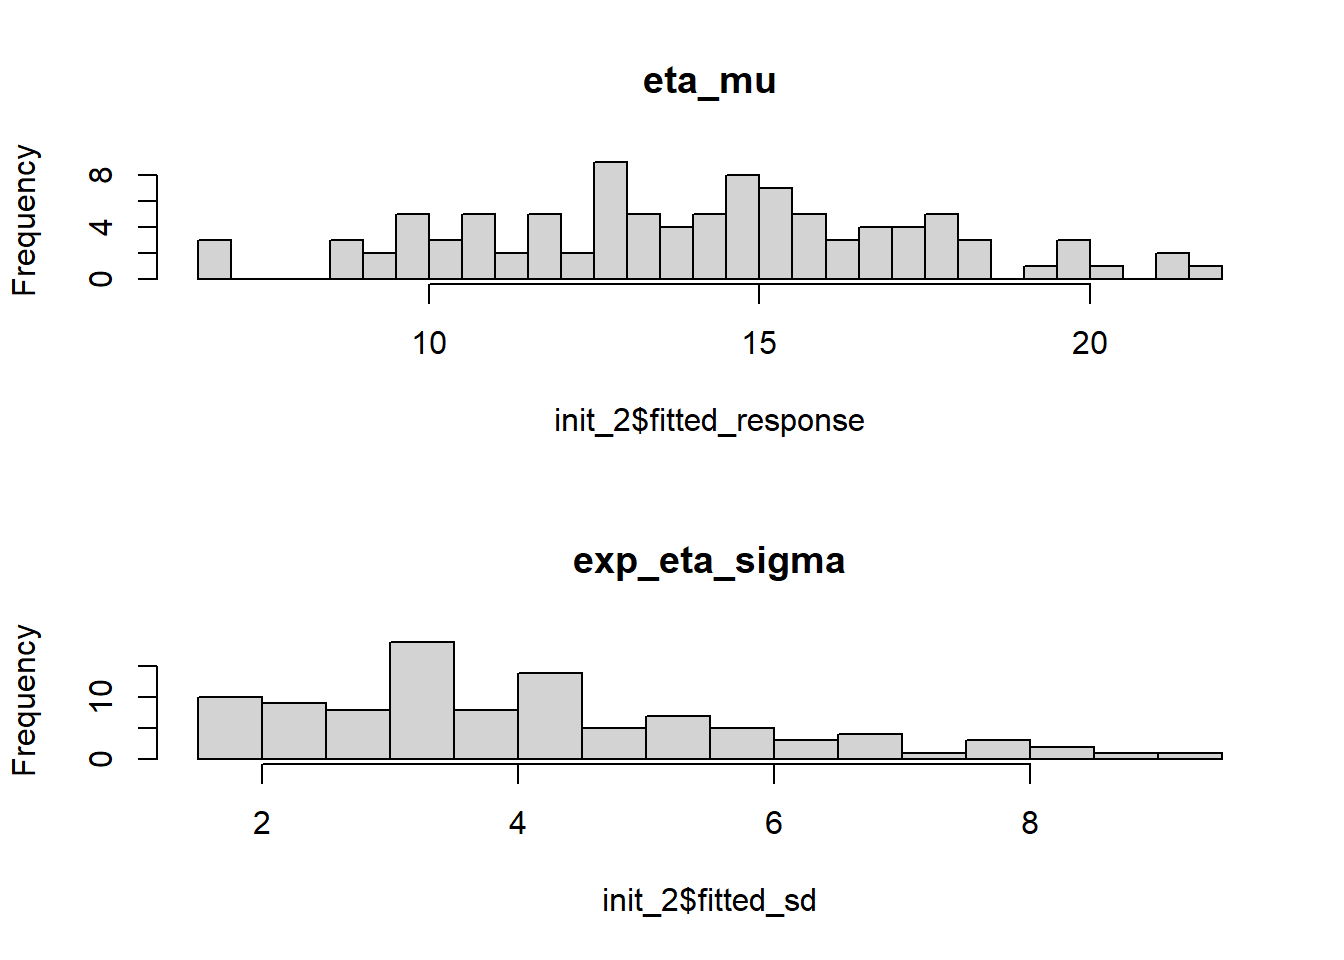 eta_mu
Frequency
0 4 8
10 15 20
init_2$fitted_response
exp_eta_sigma
Frequency
0 10
2 4 6 8
init_2$fitted_sd